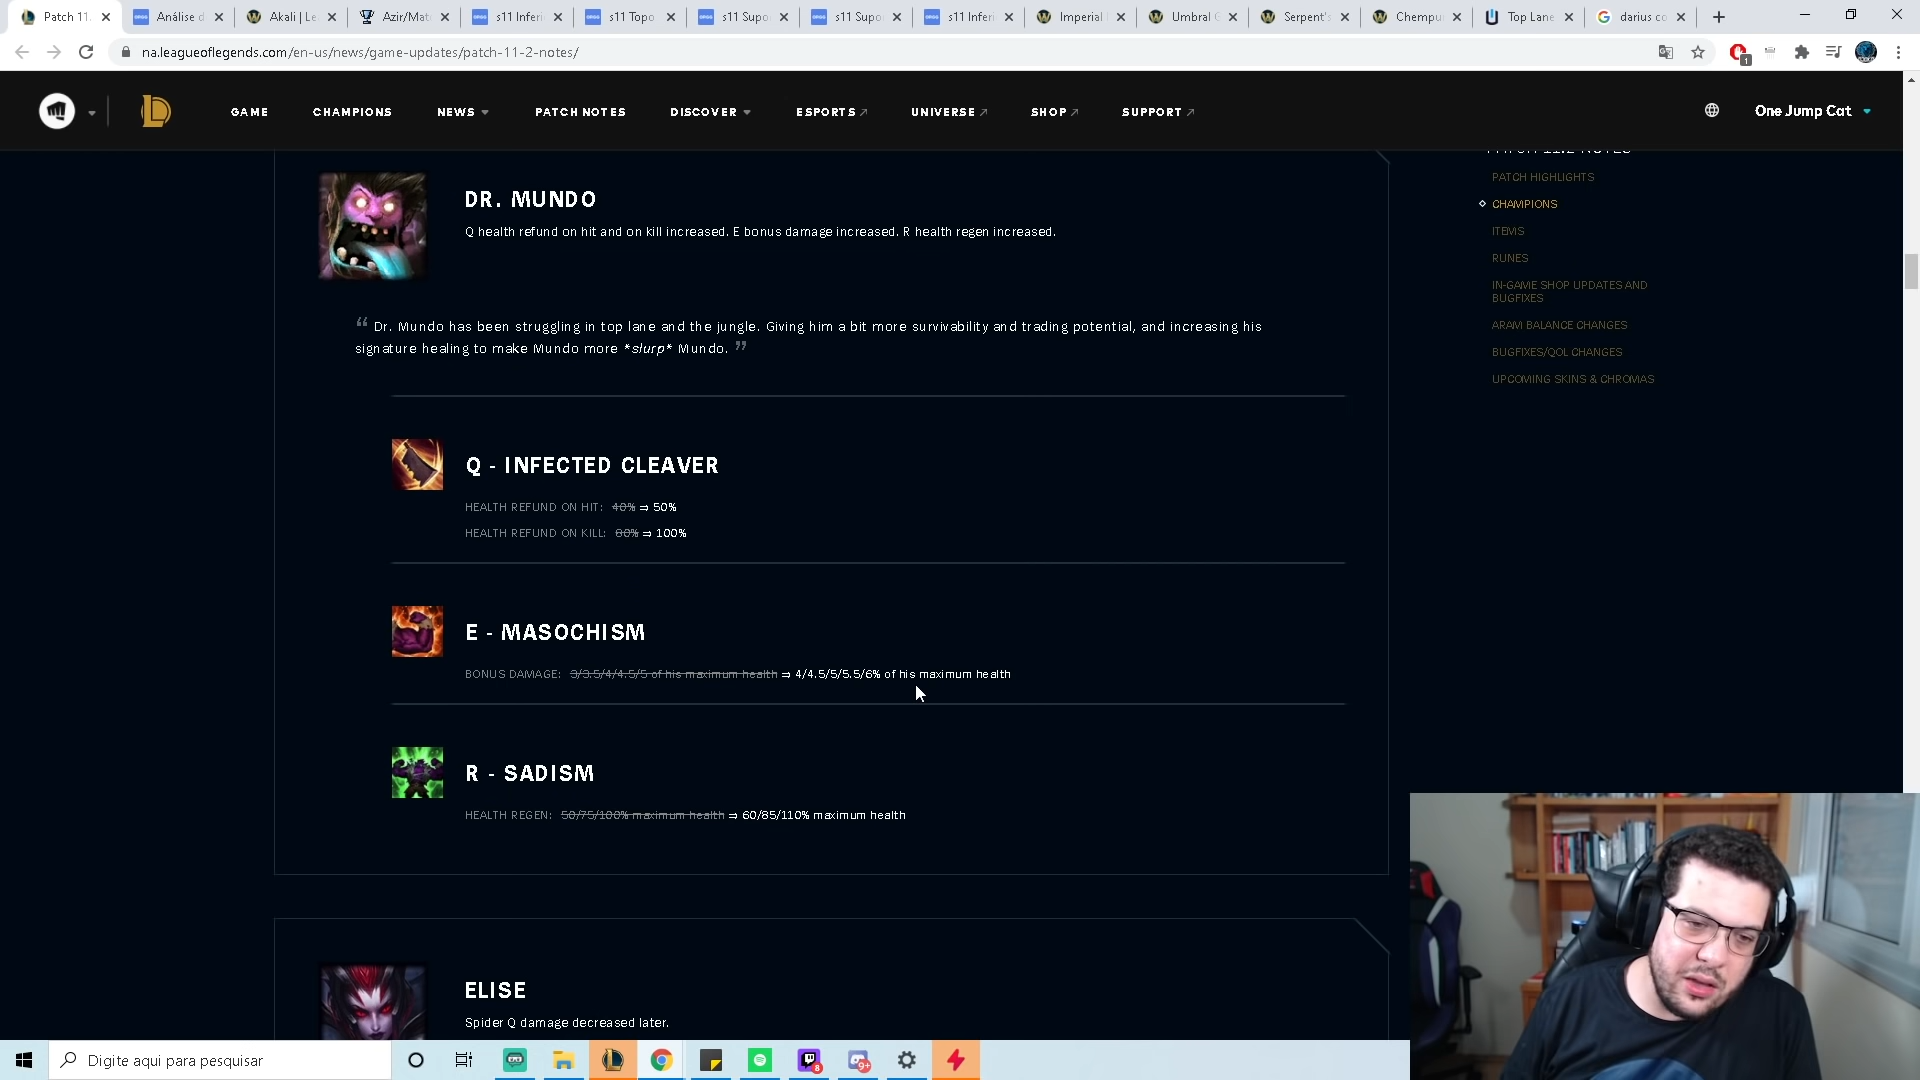 Patch 11.
Análise d
Akali | Le
Azir/Mat
s11 Inferi
s11 Topo
s11 Supo
s11 Supo
s11 Inferi
Imperial
Umbral G
Serpent's
Chempu
Top Lane
darius co
na.leagueoflegends.com/en-us/news/game-updates/patch-11-2-notes/
1
GAME
CHAMPIONS
NEWS
PATCH NOTES
DISCOVER
ESPORTS
UNIVERSE
SHOP
SUPPORT
One Jump Cat
PATCH 11.2 NOTES
PATCH HIGHLIGHTS
CHAMPIONS
ITEMS
RUNES
IN-GAME SHOP UPDATES AND
BUGFIXES
ARAM BALANCE CHANGES
BUGFIXES/QOL CHANGES
UPCOMING SKINS & CHROMAS
DR. MUNDO
Q health refund on hit and on kill increased. E bonus damage increased. R health regen increased.
“ Dr. Mundo has been struggling in top lane and the jungle. Giving him a bit more survivability and trading potential, and increasing his
signature healing to make Mundo more *slurp* Mundo. ”
Q - INFECTED CLEAVER
HEALTH REFUND ON HIT: 40% ⇒ 50%
HEALTH REFUND ON KILL: 80% ⇒ 100%
E - MASOCHISM
BONUS DAMAGE: 3/3.5/4/4.5/5 of his maximum health ⇒ 4/4.5/5/5.5/6% of his maximum health
R - SADISM
HEALTH REGEN: 50/75/100% maximum health ⇒ 60/85/110% maximum health
ELISE
Spider Q damage decreased later.
Digite aqui para pesquisar
8
9+